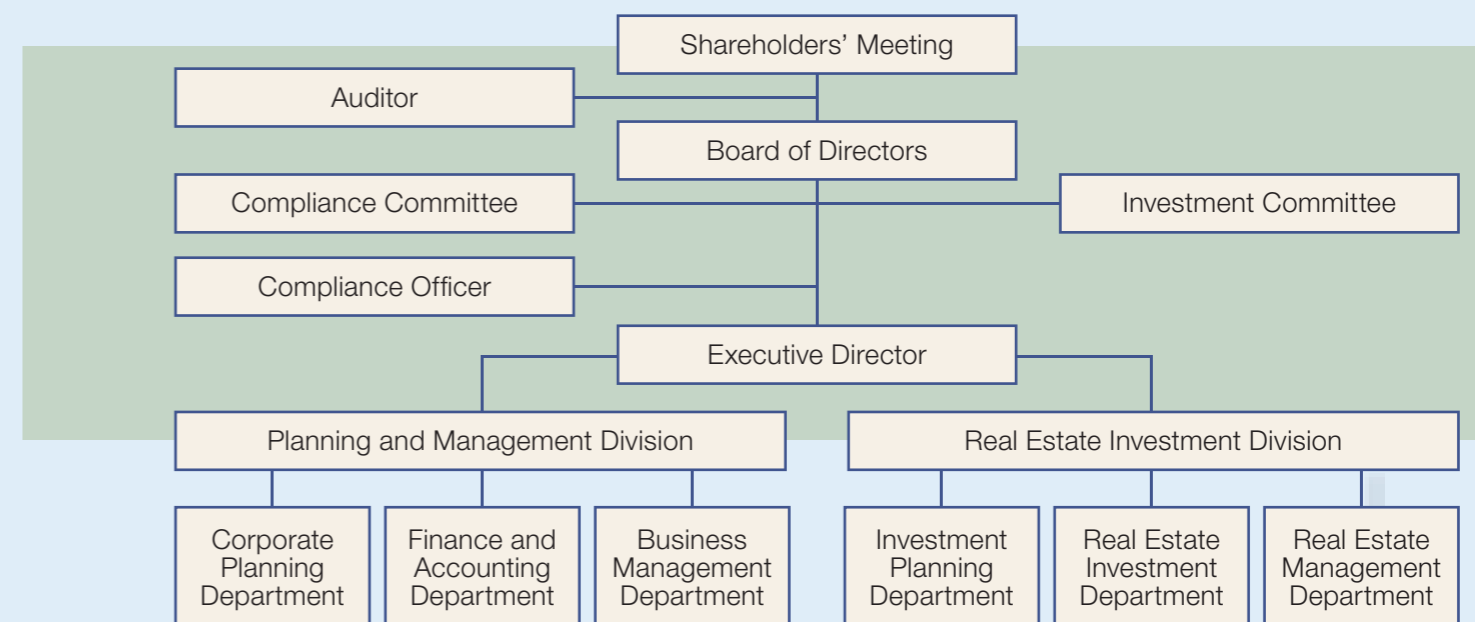 Shareholders’ Meeting
Auditor
Board of Directors
Compliance Committee
Investment Committee
Compliance Officer
Executive Director
Planning and Management Division
Real Estate Investment Division
Corporate
Planning
Department
Finance and
Accounting
Department
Business
Management
Department
Investment
Planning
Department
Real Estate
Investment
Department
Real Estate
Management
Department